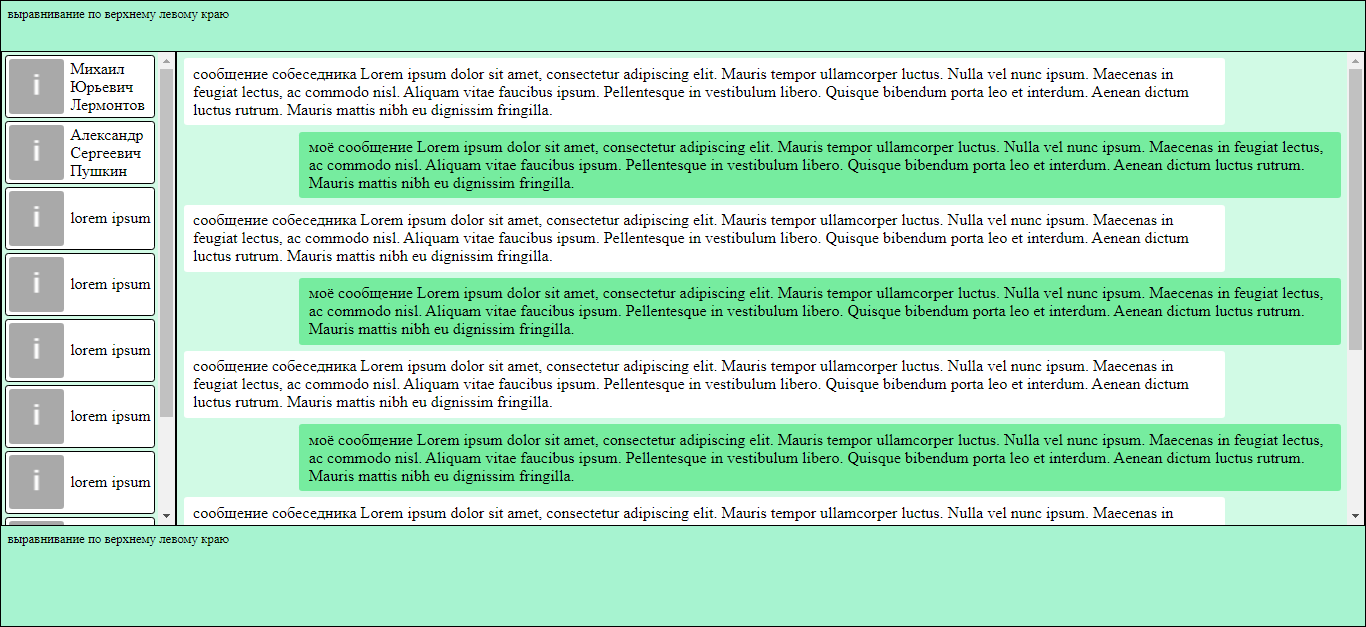 выравнивание по верхнему левому краю
i
Михаил
Юрьевич
Лермонтов
i
Александр
Сергеевич
Пушкин
i
lorem ipsum
i
lorem ipsum
i
lorem ipsum
i
lorem ipsum
i
lorem ipsum
сообщение собеседника Lorem ipsum dolor sit amet, consectetur adipiscing elit. Mauris tempor ullamcorper luctus. Nulla vel nunc ipsum. Maecenas in
feugiat lectus, ac commodo nisl. Aliquam vitae faucibus ipsum. Pellentesque in vestibulum libero. Quisque bibendum porta leo et interdum. Aenean dictum
luctus rutrum. Mauris mattis nibh eu dignissim fringilla.
моё сообщение Lorem ipsum dolor sit amet, consectetur adipiscing elit. Mauris tempor ullamcorper luctus. Nulla vel nunc ipsum. Maecenas in feugiat lectus,
ac commodo nisl. Aliquam vitae faucibus ipsum. Pellentesque in vestibulum libero. Quisque bibendum porta leo et interdum. Aenean dictum luctus rutrum.
Mauris mattis nibh eu dignissim fringilla.
сообщение собеседника Lorem ipsum dolor sit amet, consectetur adipiscing elit. Mauris tempor ullamcorper luctus. Nulla vel nunc ipsum. Maecenas in
feugiat lectus, ac commodo nisl. Aliquam vitae faucibus ipsum. Pellentesque in vestibulum libero. Quisque bibendum porta leo et interdum. Aenean dictum
luctus rutrum. Mauris mattis nibh eu dignissim fringilla.
моё сообщение Lorem ipsum dolor sit amet, consectetur adipiscing elit. Mauris tempor ullamcorper luctus. Nulla vel nunc ipsum. Maecenas in feugiat lectus,
ac commodo nisl. Aliquam vitae faucibus ipsum. Pellentesque in vestibulum libero. Quisque bibendum porta leo et interdum. Aenean dictum luctus rutrum.
Mauris mattis nibh eu dignissim fringilla.
сообщение собеседника Lorem ipsum dolor sit amet, consectetur adipiscing elit. Mauris tempor ullamcorper luctus. Nulla vel nunc ipsum. Maecenas in
feugiat lectus, ac commodo nisl. Aliquam vitae faucibus ipsum. Pellentesque in vestibulum libero. Quisque bibendum porta leo et interdum. Aenean dictum
luctus rutrum. Mauris mattis nibh eu dignissim fringilla.
моё сообщение Lorem ipsum dolor sit amet, consectetur adipiscing elit. Mauris tempor ullamcorper luctus. Nulla vel nunc ipsum. Maecenas in feugiat lectus,
ac commodo nisl. Aliquam vitae faucibus ipsum. Pellentesque in vestibulum libero. Quisque bibendum porta leo et interdum. Aenean dictum luctus rutrum.
Mauris mattis nibh eu dignissim fringilla.
сообщение собеседника Lorem ipsum dolor sit amet, consectetur adipiscing elit. Mauris tempor ullamcorper luctus. Nulla vel nunc ipsum. Maecenas in
выравнивание по верхнему левому краю